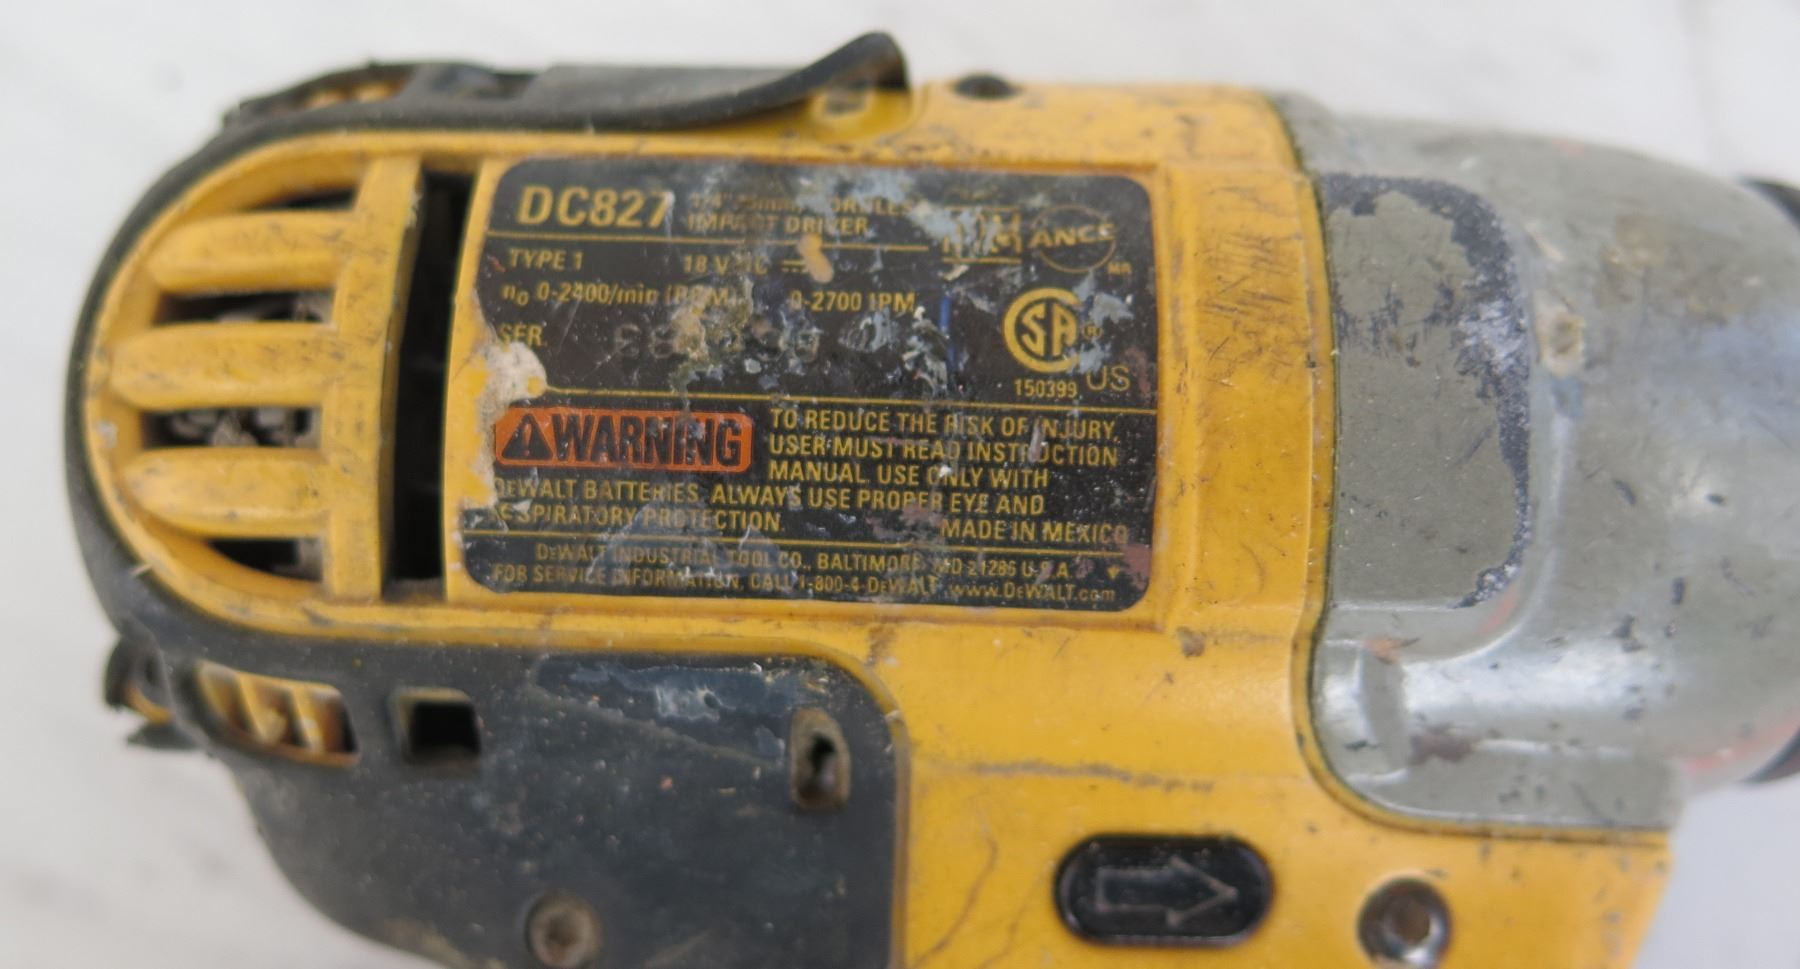 DC827
IMPACT DRIVER
TYPE 1 18 V
n₀ 0-2400/min 0-2700 IPM
SER.
SA® US
150399
WARNING
TO REDUCE THE RISK OF INJURY,
USER MUST READ INSTRUCTION
MANUAL. USE ONLY WITH
DEWALT BATTERIES. ALWAYS USE PROPER EYE AND
RESPIRATORY PROTECTION. MADE IN MEXICO
DEWALT INDUSTRIAL TOOL CO., BALTIMORE, MD 21286 U.S.A
FOR SERVICE INFORMATION, CALL 1-800-4-DEWALT www.DEWALT.com